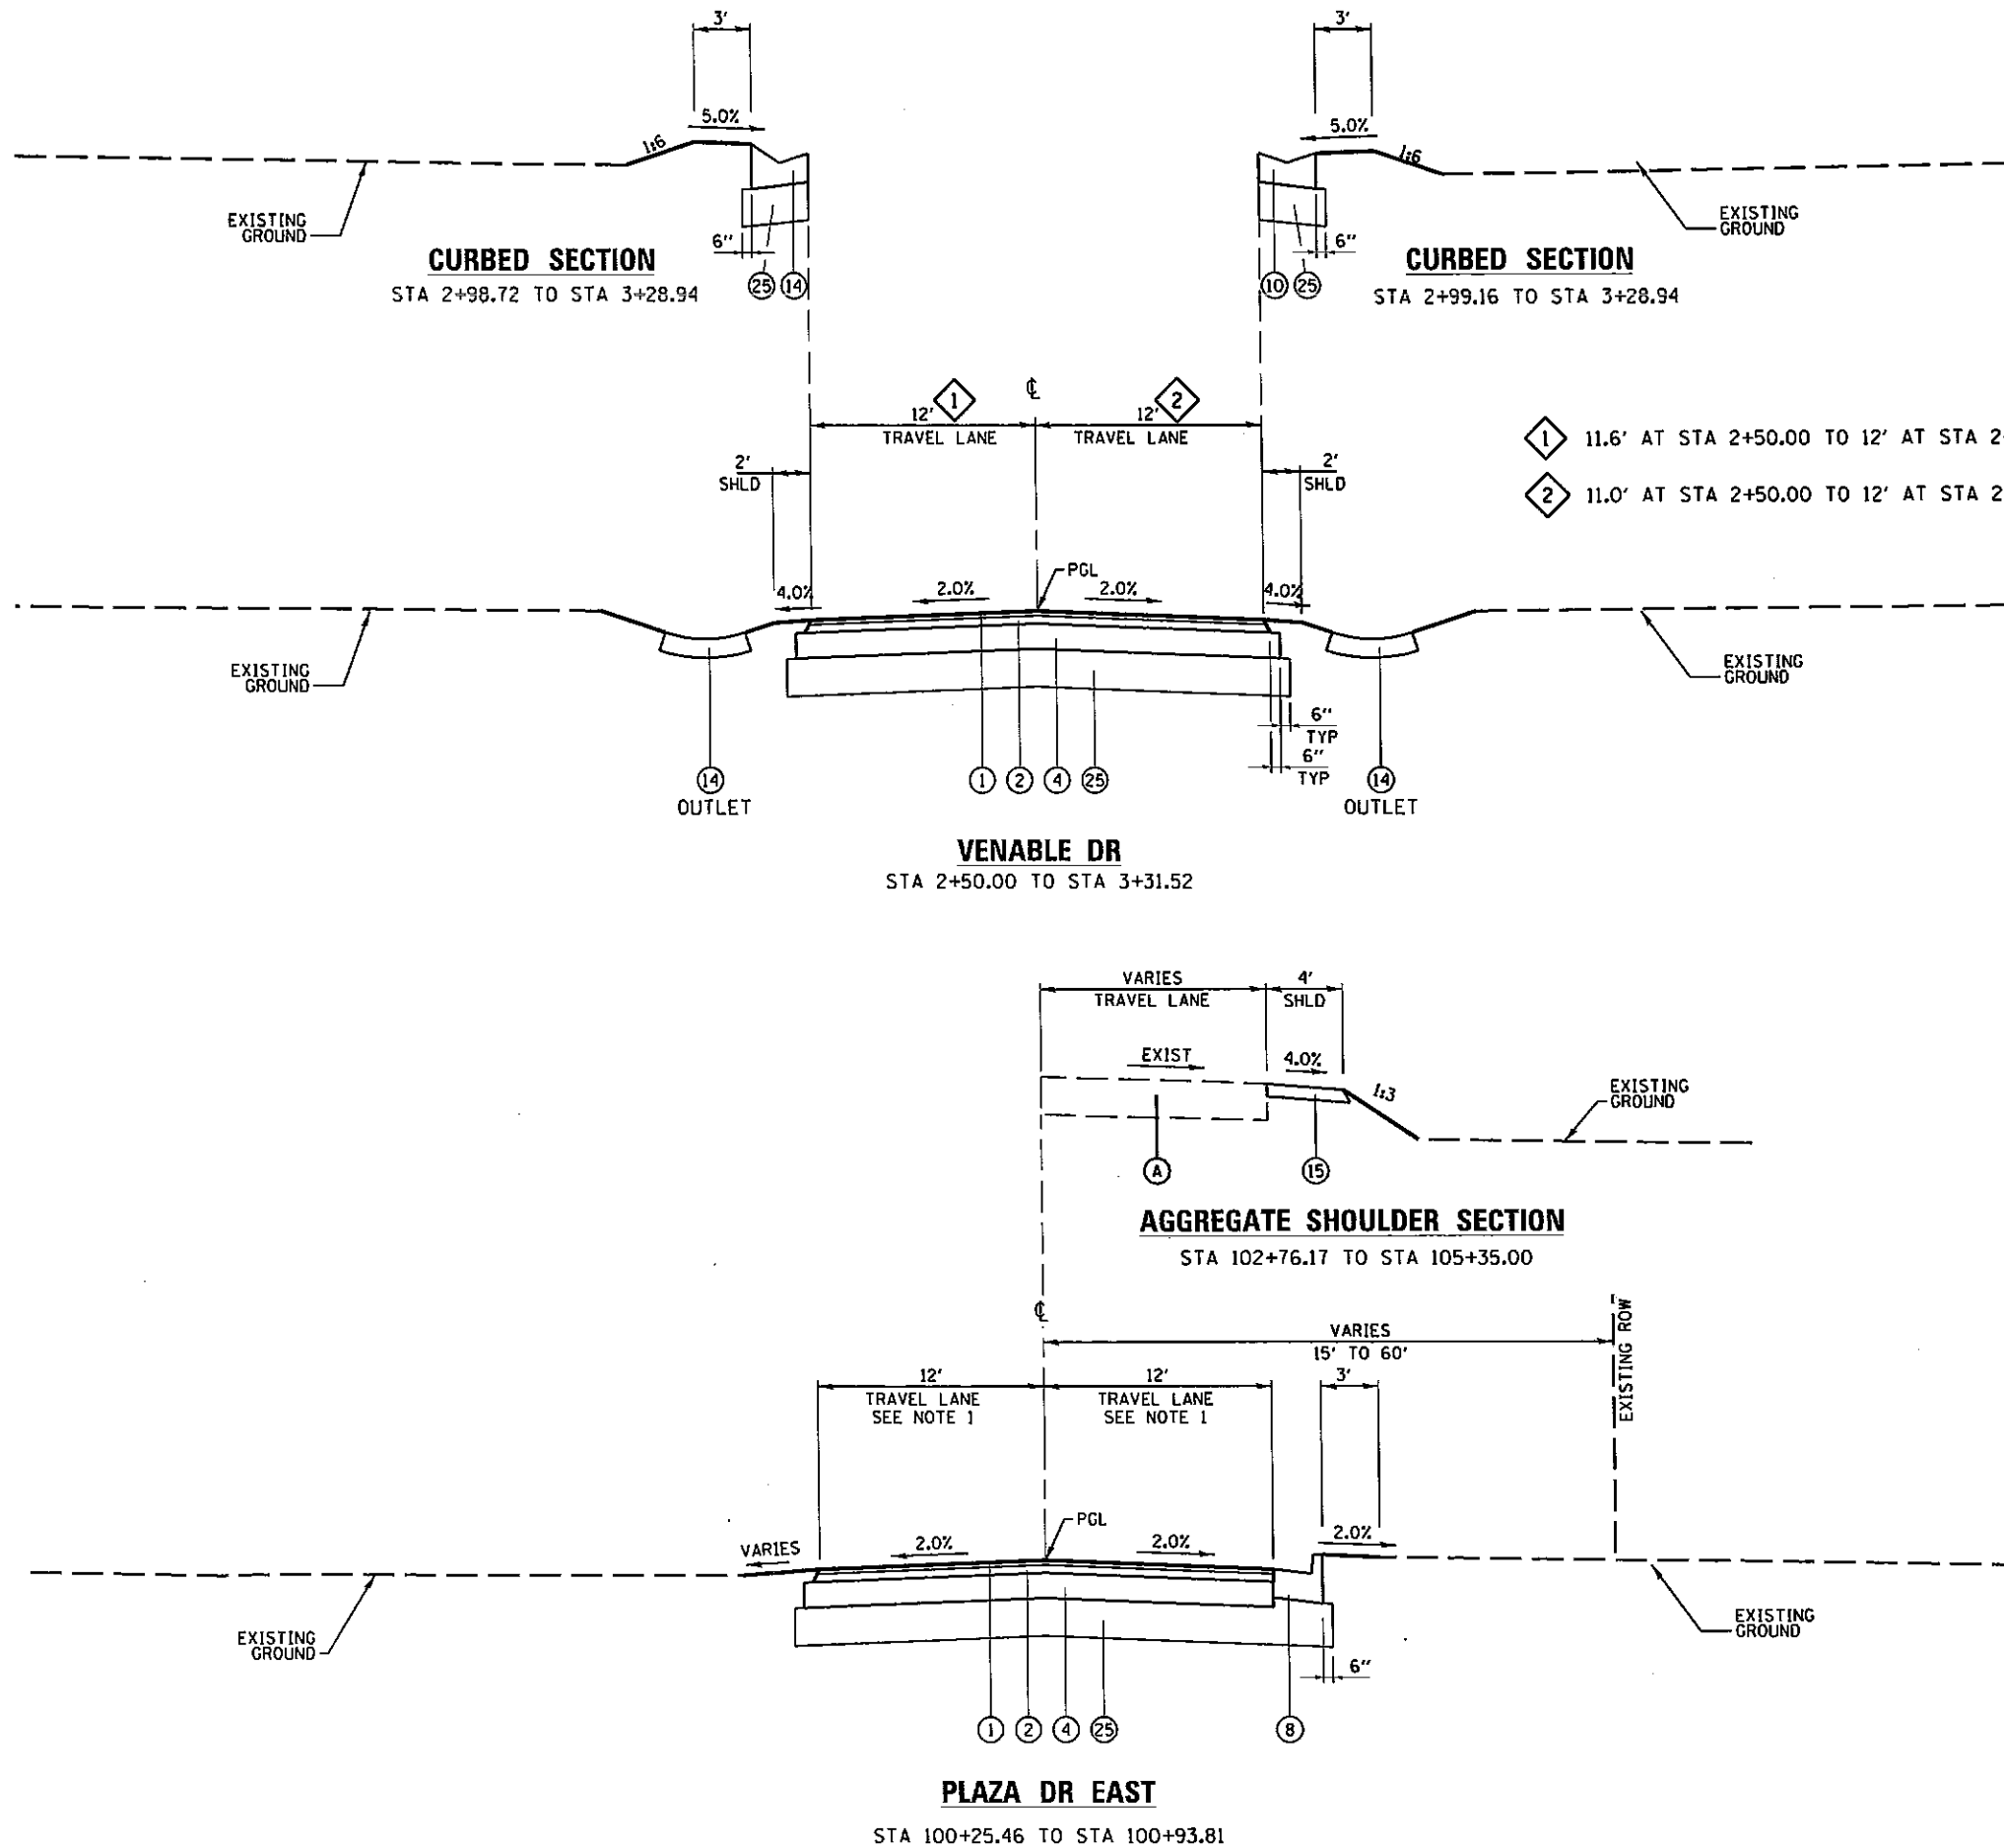 3'
3'
5.0%
5.0%
1:6
1:6
EXISTING
GROUND
EXISTING
GROUND
6"
6"
CURBED SECTION
CURBED SECTION
25
14
10
25
STA 2+98.72 TO STA 3+28.94
STA 2+99.16 TO STA 3+28.94
℄
1
2
12'
12'
TRAVEL LANE
TRAVEL LANE
1 11.6' AT STA 2+50.00 TO 12' AT STA 2
2 11.0' AT STA 2+50.00 TO 12' AT STA 2
2'
SHLD
2'
SHLD
PGL
4.0%
2.0%
2.0%
4.0%
EXISTING
GROUND
EXISTING
GROUND
6"
TYP
6"
TYP
14
OUTLET
1
2
4
25
14
OUTLET
VENABLE DR
STA 2+50.00 TO STA 3+31.52
VARIES
TRAVEL LANE
4'
SHLD
EXIST
4.0%
1:3
EXISTING
GROUND
A
15
AGGREGATE SHOULDER SECTION
STA 102+76.17 TO STA 105+35.00
℄
VARIES
15' TO 60'
EXISTING ROW
12'
TRAVEL LANE
SEE NOTE 1
12'
TRAVEL LANE
SEE NOTE 1
3'
PGL
VARIES
2.0%
2.0%
2.0%
EXISTING
GROUND
EXISTING
GROUND
6"
1
2
4
25
8
PLAZA DR EAST
STA 100+25.46 TO STA 100+93.81